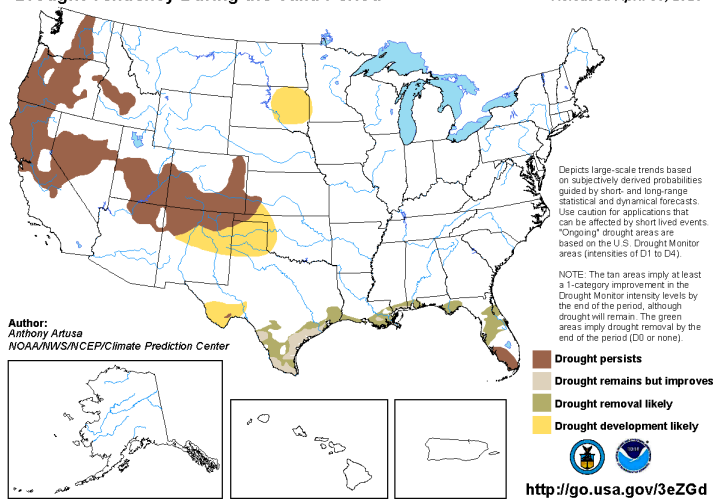 Depicts large-scale trends based
on subjectively derived probabilities
guided by short- and long-range
statistical and dynamical forecasts.
Use caution for applications that
can be affected by short lived events.
"Ongoing" drought areas are
based on the U.S. Drought Monitor
areas (intensities of D1 to D4).
NOTE: The tan areas imply at least
a 1-category improvement in the
Drought Monitor intensity levels by
the end of the period, although
drought will remain. The green
areas imply drought removal by the
end of the period (D0 or none).
Author:
Anthony Artusa
NOAA/NWS/NCEP/Climate Prediction Center
Drought persists
Drought remains but improves
Drought removal likely
Drought development likely
http://go.usa.gov/3eZGd